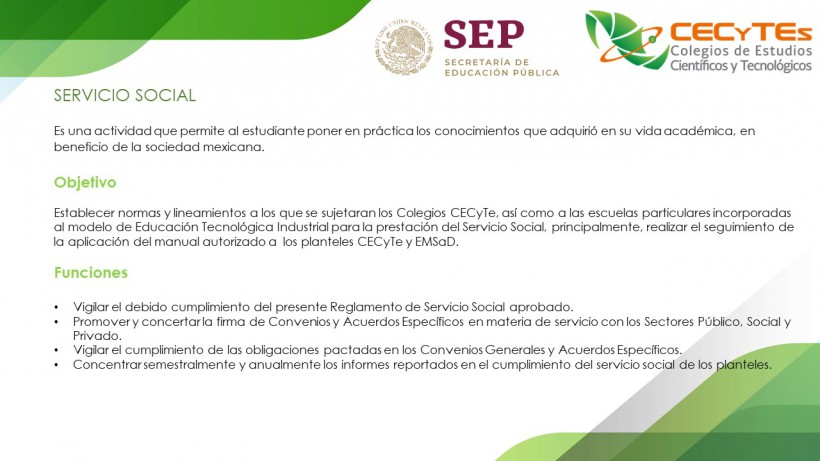 SEP
SECRETARÍA DE
EDUCACIÓN PÚBLICA
CECyTEs
Colegios de Estudios
Científicos y Tecnológicos
SERVICIO SOCIAL
Es una actividad que permite al estudiante poner en práctica los conocimientos que adquirió en su vida académica, en
beneficio de la sociedad mexicana.
Objetivo
Establecer normas y lineamientos a los que se sujetaran los Colegios CECyTe, así como a las escuelas particulares incorporadas
al modelo de Educación Tecnológica Industrial para la prestación del Servicio Social, principalmente, realizar el seguimiento de
la aplicación del manual autorizado a los planteles CECyTe y EMSaD.
Funciones
• Vigilar el debido cumplimiento del presente Reglamento de Servicio Social aprobado.
• Promover y concertar la firma de Convenios y Acuerdos Específicos en materia de servicio con los Sectores Público, Social y
Privado.
• Vigilar el cumplimiento de las obligaciones pactadas en los Convenios Generales y Acuerdos Específicos.
• Concentrar semestralmente y anualmente los informes reportados en el cumplimiento del servicio social de los planteles.